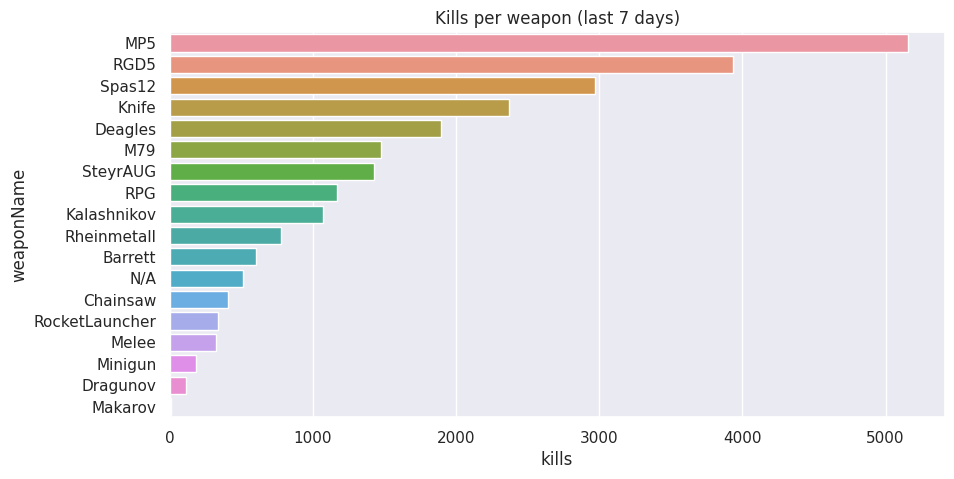 Kills per weapon (last 7 days)
weaponName
MP5
RGD5
Spas12
Knife
Deagles
M79
SteyrAUG
RPG
Kalashnikov
Rheinmetall
Barrett
N/A
Chainsaw
RocketLauncher
Melee
Minigun
Dragunov
Makarov
0 1000 2000 3000 4000 5000
kills